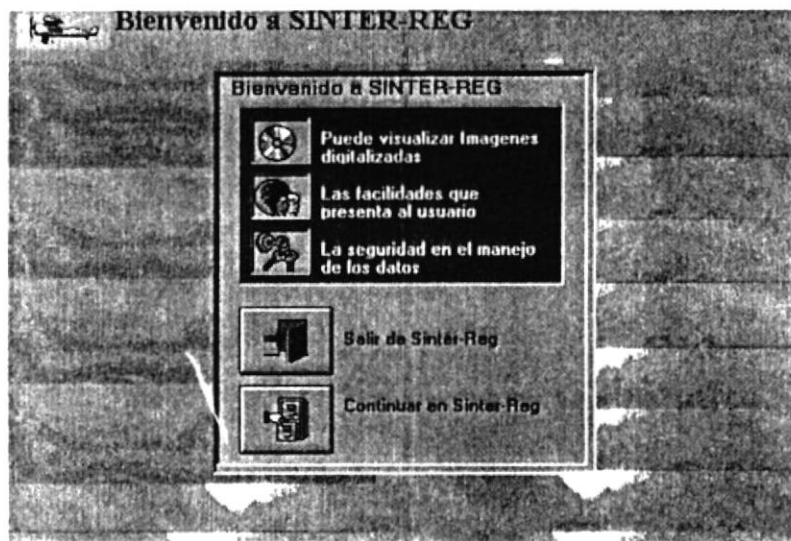 Bienvenido a SINTER-REG
Bienvenido a SINTER-REG
Puede visualizar Imagenes
digitalizadas
Las facilidades que
presenta al usuario
La seguridad en el manejo
de los datos
Salir de Sinter-Reg
Continuar en Sinter-Reg